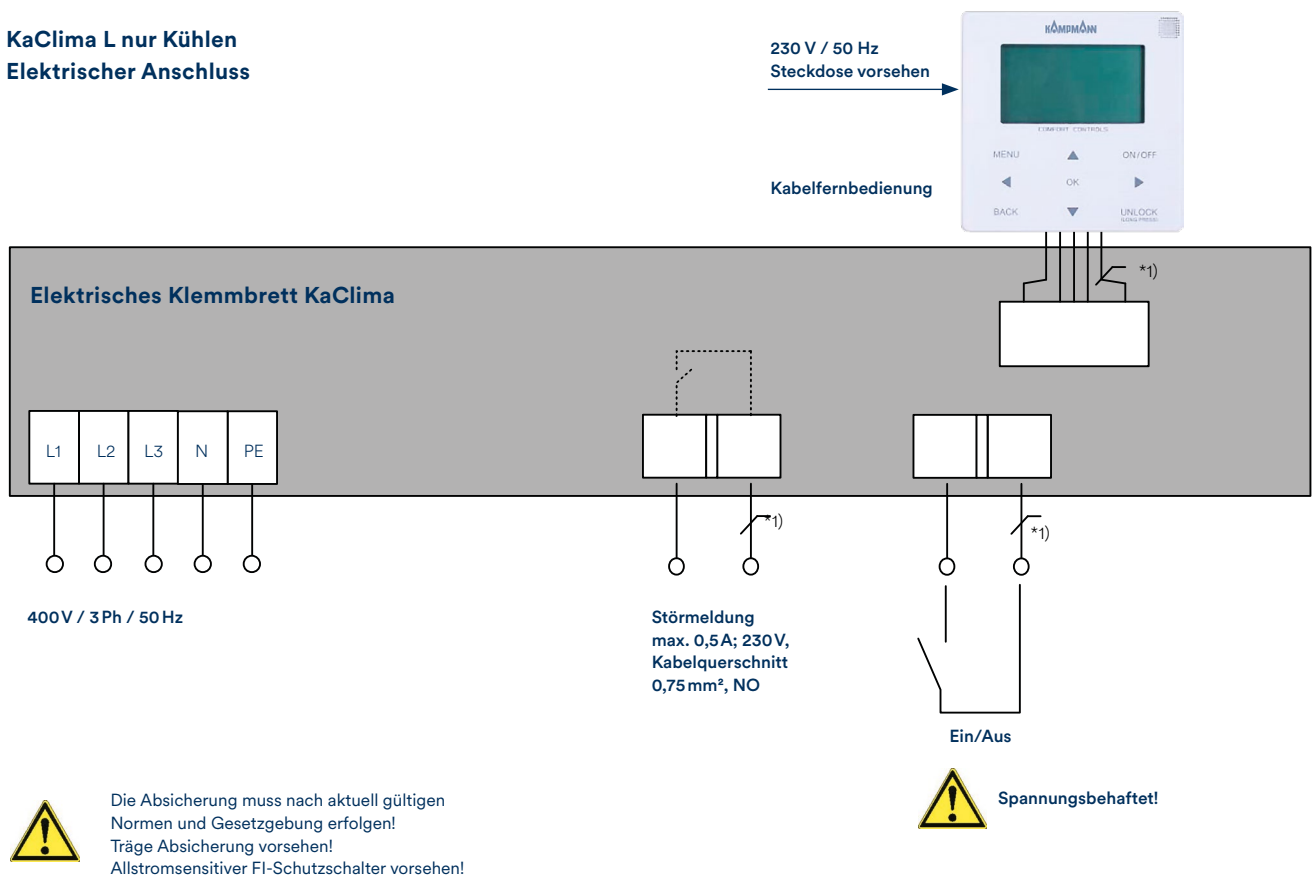 KaClima L nur Kühlen
Elektrischer Anschluss
230 V / 50 Hz
Steckdose vorsehen
KAMPMANN
COMFORT CONTROLS
MENU
ON/OFF
OK
BACK
UNLOCK
(LONG PRESS)
Kabelfernbedienung
*1)
Elektrisches Klemmbrett KaClima
L1 L2 L3 N PE
*1)
*1)
400 V / 3 Ph / 50 Hz
Störmeldung
max. 0,5 A; 230 V,
Kabelquerschnitt
0,75 mm², NO
Ein/Aus
Spannungsbehaftet!
Die Absicherung muss nach aktuell gültigen
Normen und Gesetzgebung erfolgen!
Träge Absicherung vorsehen!
Allstromsensitiver FI-Schutzschalter vorsehen!